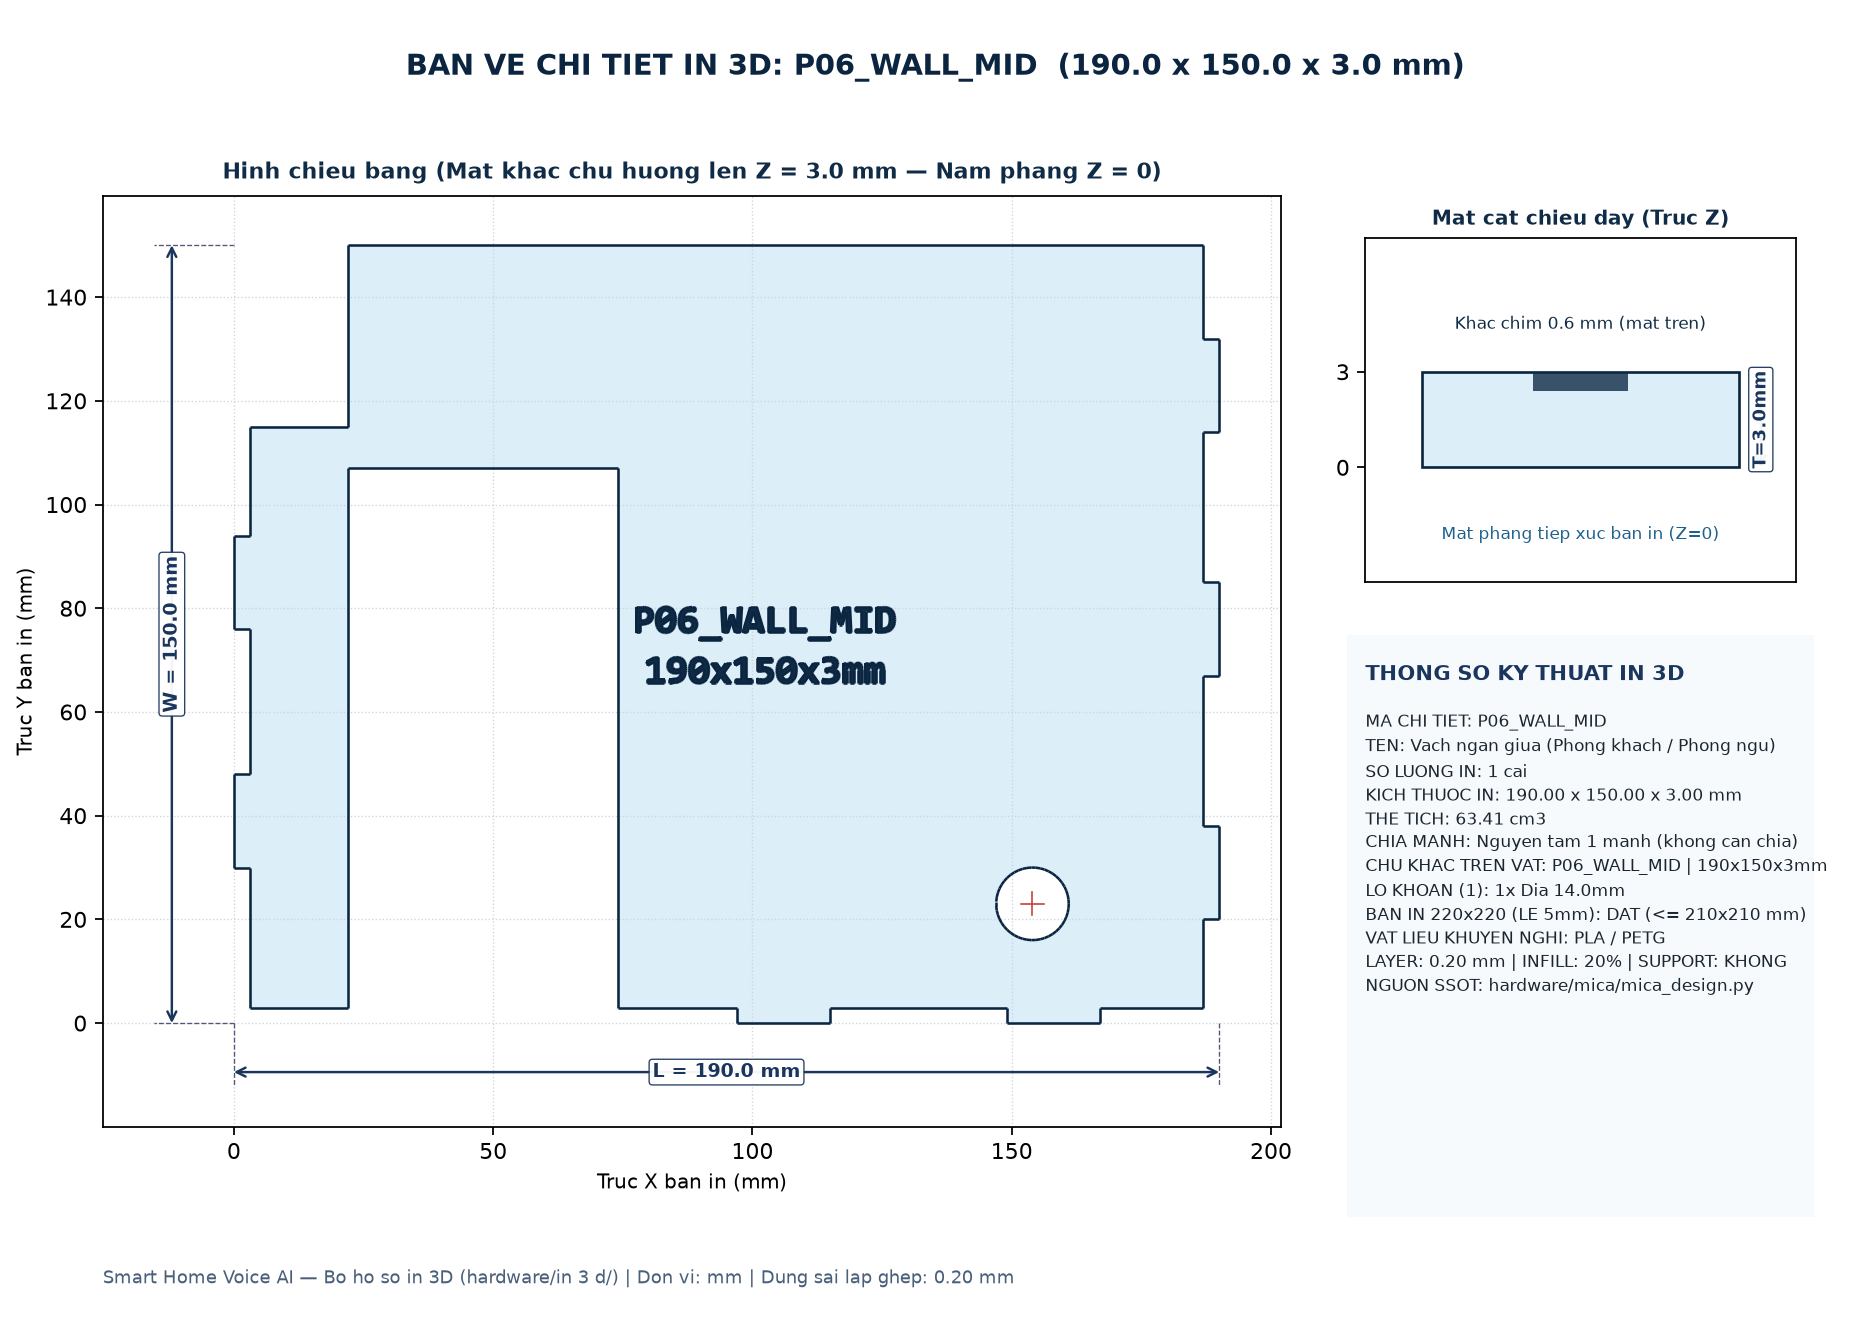 BAN VE CHI TIET IN 3D: P06_WALL_MID (190.0 x 150.0 x 3.0 mm)
Hinh chieu bang (Mat khac chu huong len Z = 3.0 mm — Nam phang Z = 0)
140
120
100
80
60
40
20
0
Truc Y ban in (mm)
W = 150.0 mm
P06_WALL_MID
190x150x3mm
L = 190.0 mm
0
50
100
150
200
Truc X ban in (mm)
Mat cat chieu day (Truc Z)
Khac chim 0.6 mm (mat tren)
3
0
T=3.0mm
Mat phang tiep xuc ban in (Z=0)
THONG SO KY THUAT IN 3D
MA CHI TIET: P06_WALL_MID
TEN: Vach ngan giua (Phong khach / Phong ngu)
SO LUONG IN: 1 cai
KICH THUOC IN: 190.00 x 150.00 x 3.00 mm
THE TICH: 63.41 cm3
CHIA MANH: Nguyen tam 1 manh (khong can chia)
CHU KHAC TREN VAT: P06_WALL_MID | 190x150x3mm
LO KHOAN (1): 1x Dia 14.0mm
BAN IN 220x220 (LE 5mm): DAT (<= 210x210 mm)
VAT LIEU KHUYEN NGHI: PLA / PETG
LAYER: 0.20 mm | INFILL: 20% | SUPPORT: KHONG
NGUON SSOT: hardware/mica/mica_design.py
Smart Home Voice AI — Bo ho so in 3D (hardware/in 3 d/) | Don vi: mm | Dung sai lap ghep: 0.20 mm